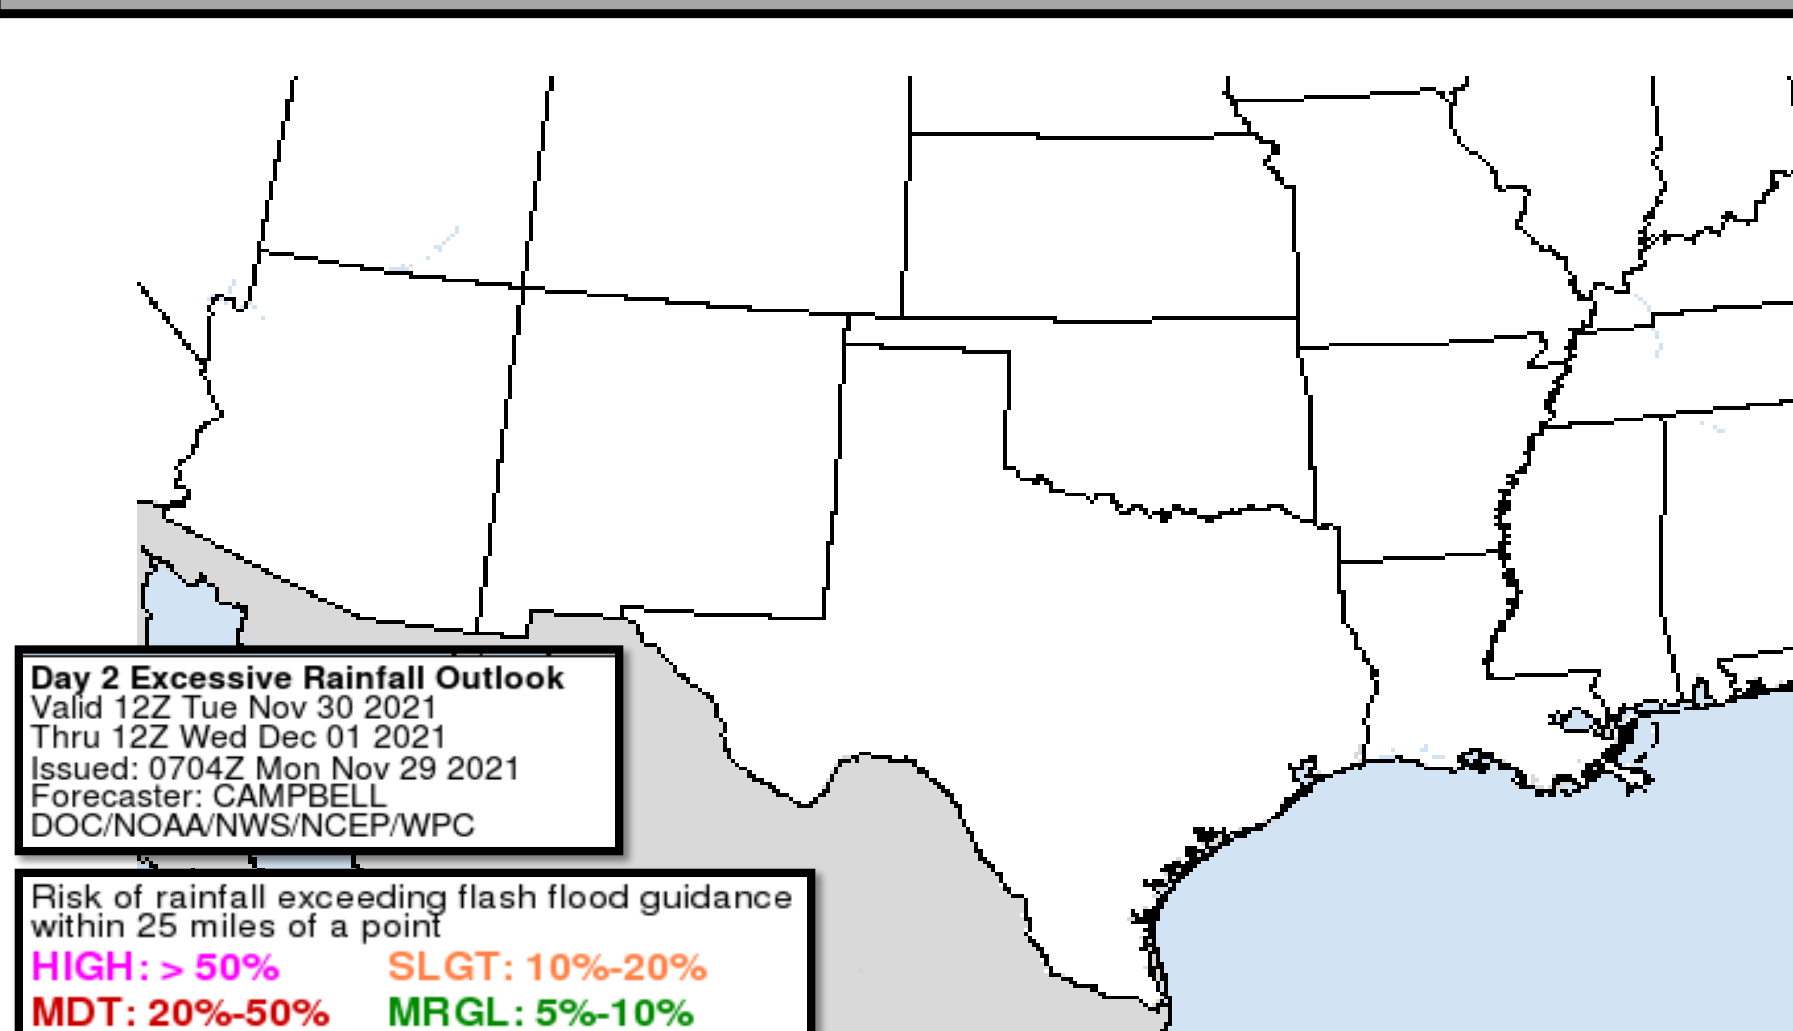 Day 2 Excessive Rainfall Outlook
Valid 12Z Tue Nov 30 2021
Thru 12Z Wed Dec 01 2021
Issued: 0704Z Mon Nov 29 2021
Forecaster: CAMPBELL
DOC/NOAA/NWS/NCEP/WPC
Risk of rainfall exceeding flash flood guidance
within 25 miles of a point
HIGH: > 50% SLGT: 10%-20%
MDT: 20%-50% MRGL: 5%-10%